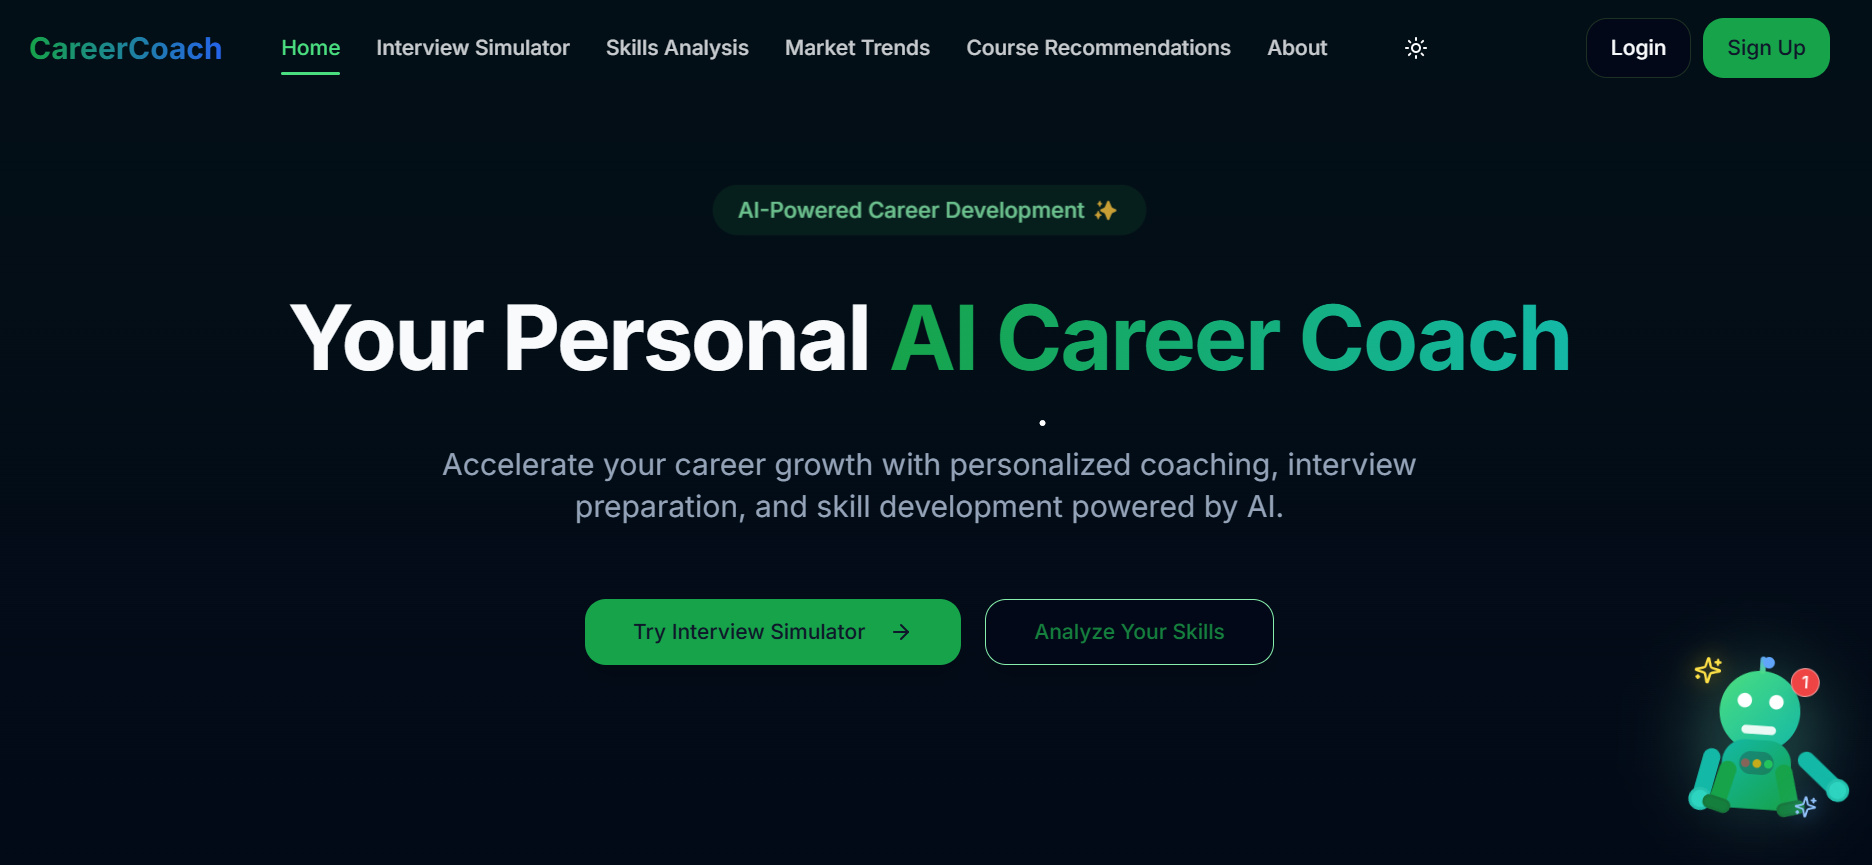 CareerCoach
Home
Interview Simulator
Skills Analysis
Market Trends
Course Recommendations
About
Login
Sign Up
AI-Powered Career Development ✨
Your Personal AI Career Coach
Accelerate your career growth with personalized coaching, interview
preparation, and skill development powered by AI.
Try Interview Simulator →
Analyze Your Skills
1